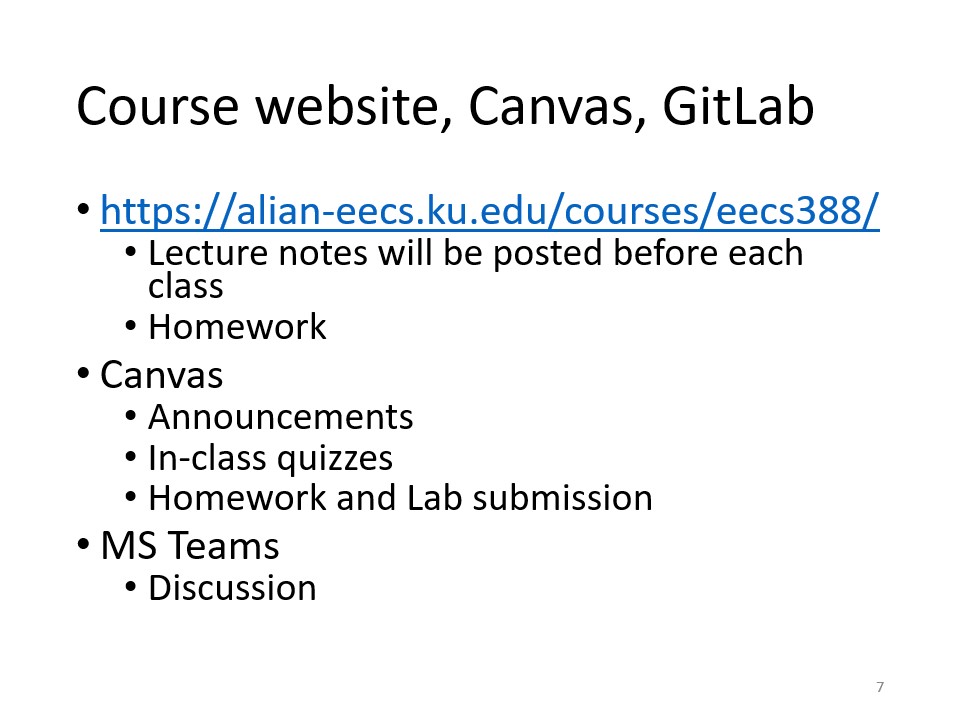 Course website, Canvas, GitLab
• https://alian-eecs.ku.edu/courses/eecs388/
• Lecture notes will be posted before each
class
• Homework
• Canvas
• Announcements
• In-class quizzes
• Homework and Lab submission
• MS Teams
• Discussion
7